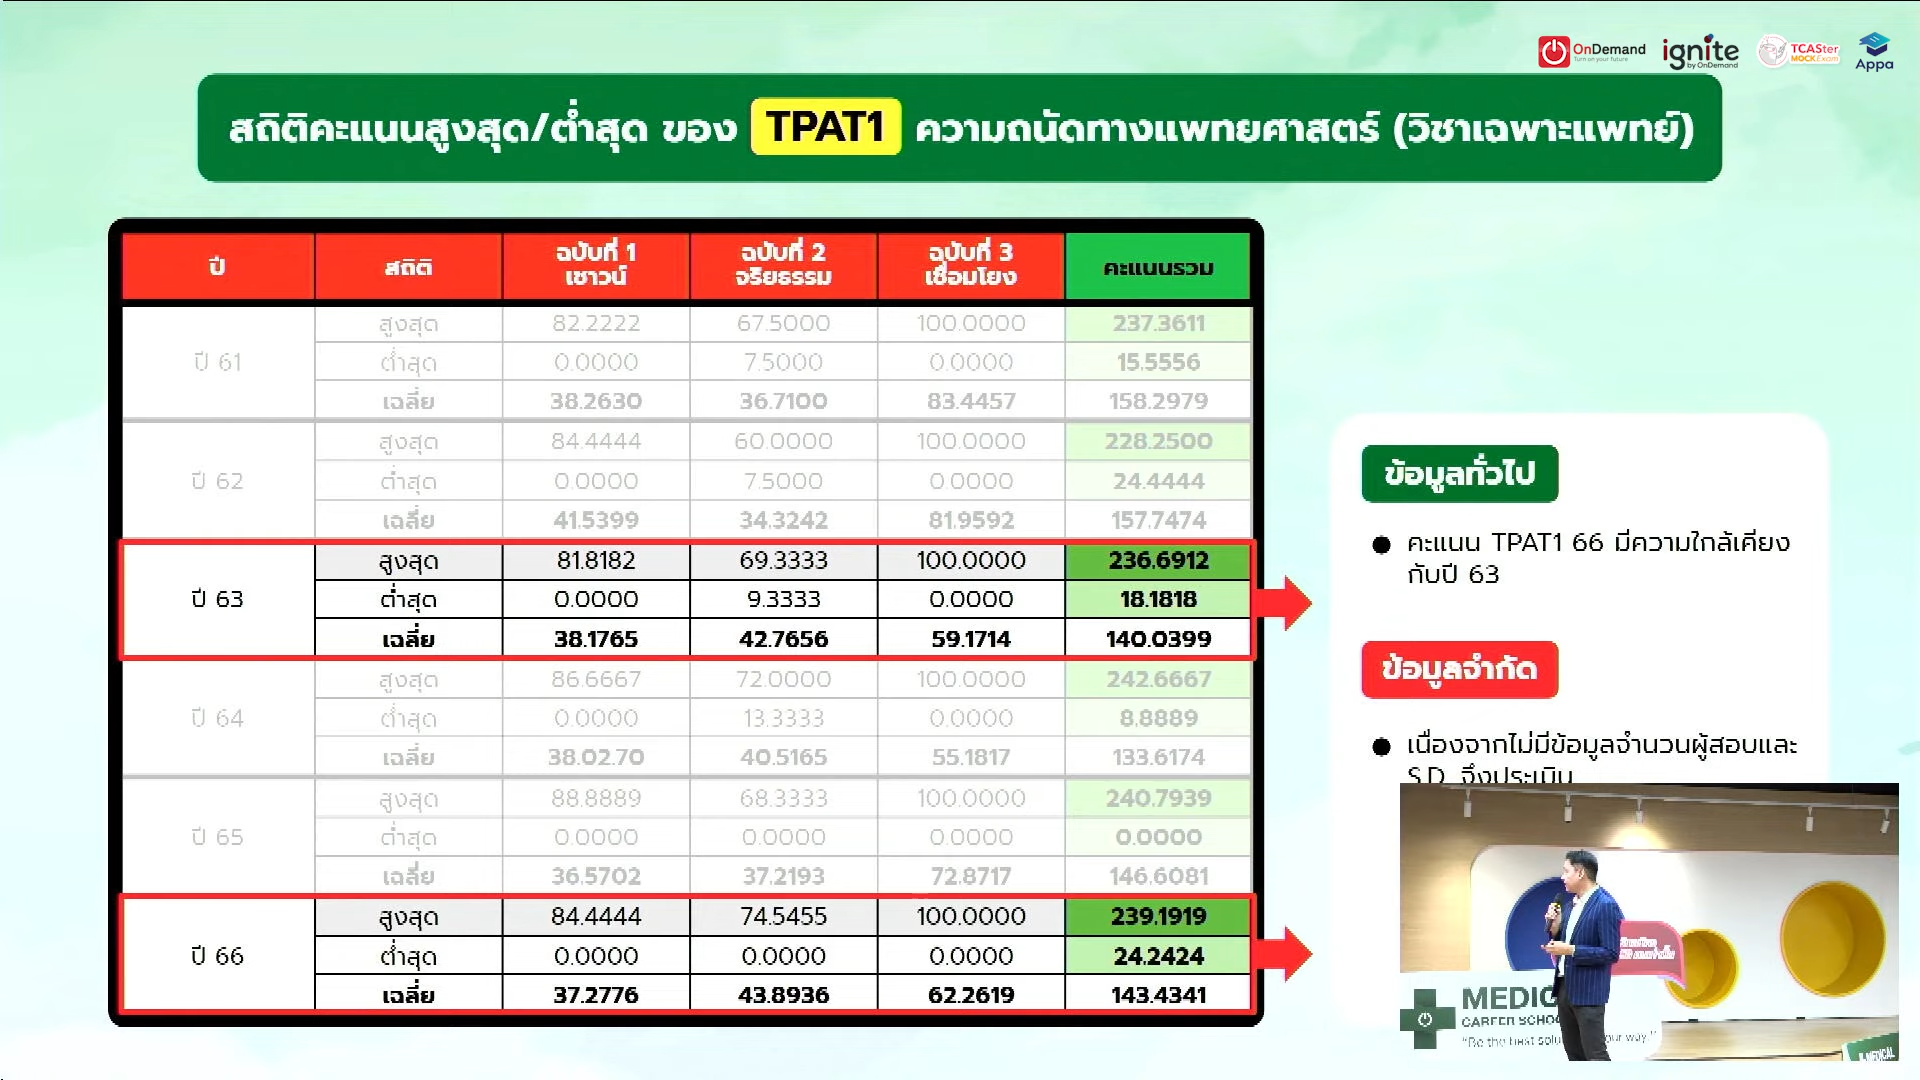 OnDemand
Turn on your future
ignite
by OnDemand
TCASter
MOCK Exam
Appa
สถิติคะแนนสูงสุด/ต่ำสุด ของ TPAT1 ความถนัดทางแพทยศาสตร์ (วิชาเฉพาะแพทย์)
ปี สถิติ ฉบับที่ 1 เชาวน์ ฉบับที่ 2 จริยธรรม ฉบับที่ 3 เชื่อมโยง คะแนนรวม
ปี 61
สูงสุด 82.2222 67.5000 100.0000 237.3611
ต่ำสุด 0.0000 7.5000 0.0000 15.5556
เฉลี่ย 38.2630 36.7100 83.4457 158.2979
ปี 62
สูงสุด 84.4444 60.0000 100.0000 228.2500
ต่ำสุด 0.0000 7.5000 0.0000 24.4444
เฉลี่ย 41.5399 34.3242 81.9592 157.7474
ปี 63
สูงสุด 81.8182 69.3333 100.0000 236.6912
ต่ำสุด 0.0000 9.3333 0.0000 18.1818
เฉลี่ย 38.1765 42.7656 59.1714 140.0399
ปี 64
สูงสุด 86.6667 72.0000 100.0000 242.6667
ต่ำสุด 0.0000 13.3333 0.0000 8.8889
เฉลี่ย 38.02.70 40.5165 55.1817 133.6174
ปี 65
สูงสุด 88.8889 68.3333 100.0000 240.7939
ต่ำสุด 0.0000 0.0000 0.0000 0.0000
เฉลี่ย 36.5702 37.2193 72.8717 146.6081
ปี 66
สูงสุด 84.4444 74.5455 100.0000 239.1919
ต่ำสุด 0.0000 0.0000 0.0000 24.2424
เฉลี่ย 37.2776 43.8936 62.2619 143.4341
ข้อมูลทั่วไป
● คะแนน TPAT1 66 มีความใกล้เคียง
กับปี 63
ข้อมูลจำกัด
● เนื่องจากไม่มีข้อมูลจำนวนผู้สอบและ
S.D. จึงประเมิน
MEDIC
CAREER SCHO
"Be the best solu our way."
MEDICAL